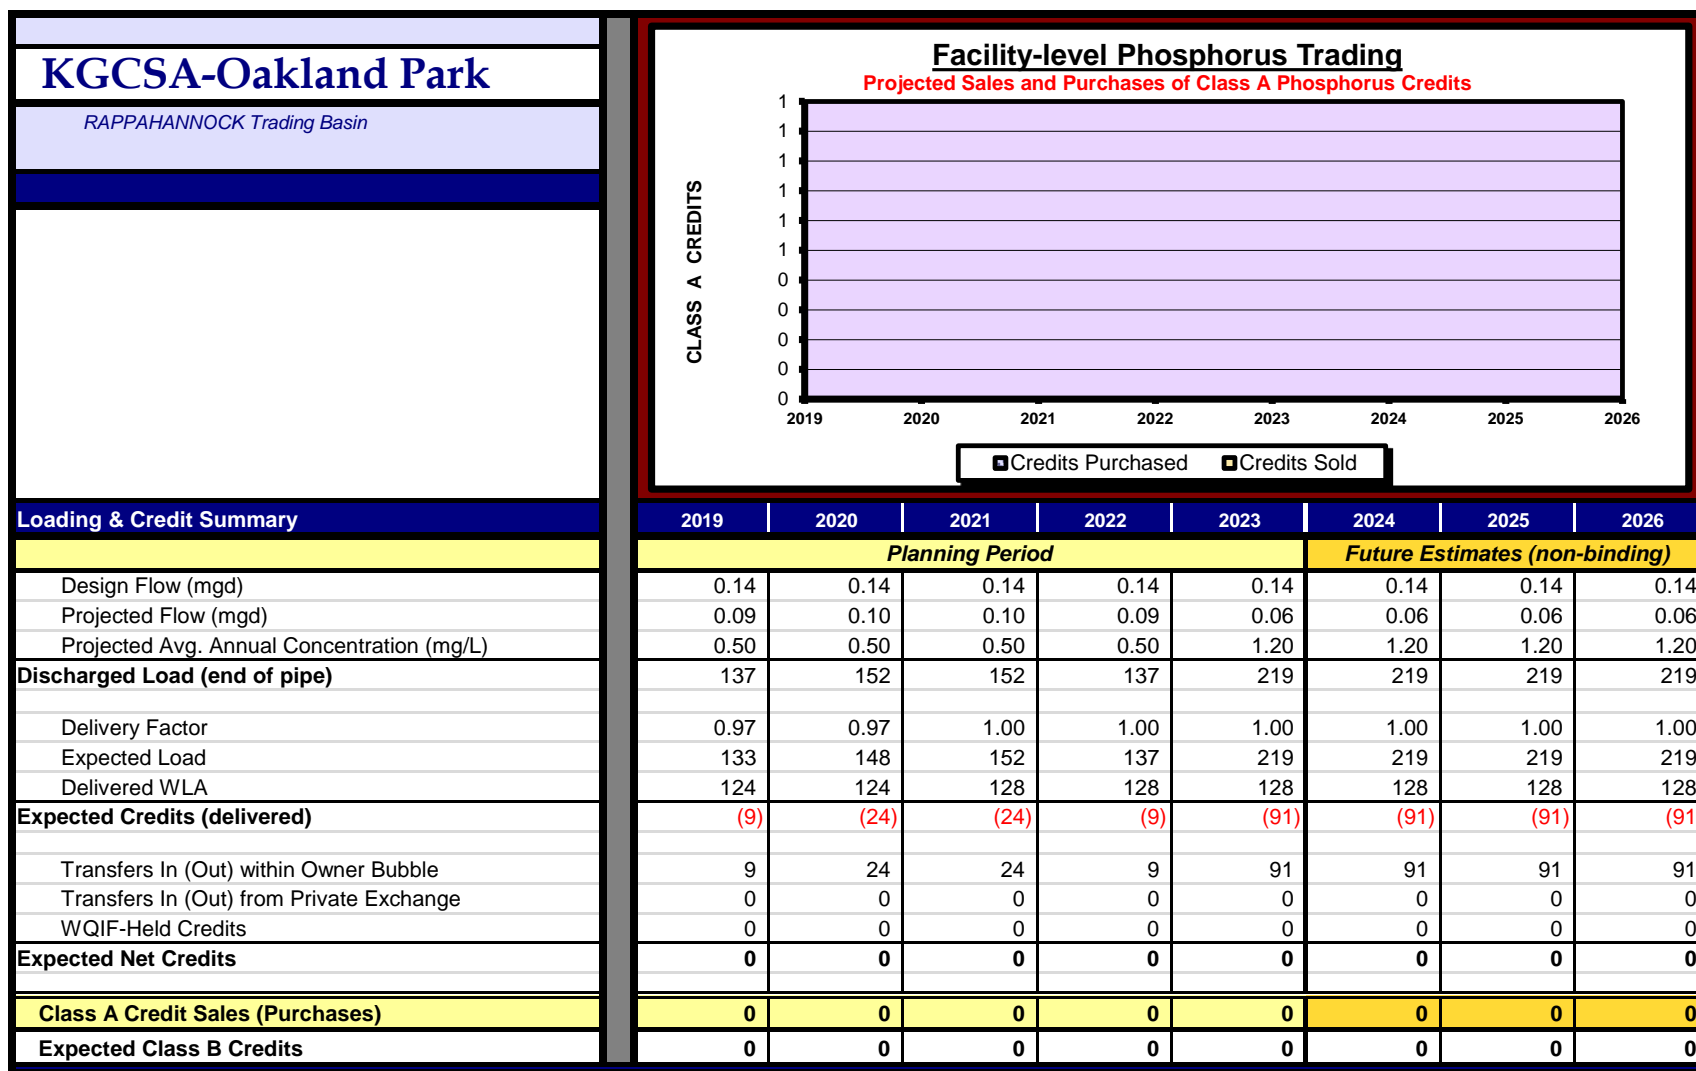 KGCSA-Oakland Park
RAPPAHANNOCK Trading Basin
Facility-level Phosphorus Trading
Projected Sales and Purchases of Class A Phosphorus Credits
CLASS A CREDITS
1
1
1
1
1
1
0
0
0
0
0
2019 2020 2021 2022 2023 2024 2025 2026
Credits Purchased Credits Sold
Loading & Credit Summary 2019 2020 2021 2022 2023 2024 2025 2026
Planning Period Future Estimates (non-binding)
Design Flow (mgd) 0.14 0.14 0.14 0.14 0.14 0.14 0.14 0.14
Projected Flow (mgd) 0.09 0.10 0.10 0.09 0.06 0.06 0.06 0.06
Projected Avg. Annual Concentration (mg/L) 0.50 0.50 0.50 0.50 1.20 1.20 1.20 1.20
Discharged Load (end of pipe) 137 152 152 137 219 219 219 219
Delivery Factor 0.97 0.97 1.00 1.00 1.00 1.00 1.00 1.00
Expected Load 133 148 152 137 219 219 219 219
Delivered WLA 124 124 128 128 128 128 128 128
Expected Credits (delivered) (9) (24) (24) (9) (91) (91) (91) (91
Transfers In (Out) within Owner Bubble 9 24 24 9 91 91 91 91
Transfers In (Out) from Private Exchange 0 0 0 0 0 0 0 0
WQIF-Held Credits 0 0 0 0 0 0 0 0
Expected Net Credits 0 0 0 0 0 0 0 0
Class A Credit Sales (Purchases) 0 0 0 0 0 0 0 0
Expected Class B Credits 0 0 0 0 0 0 0 0